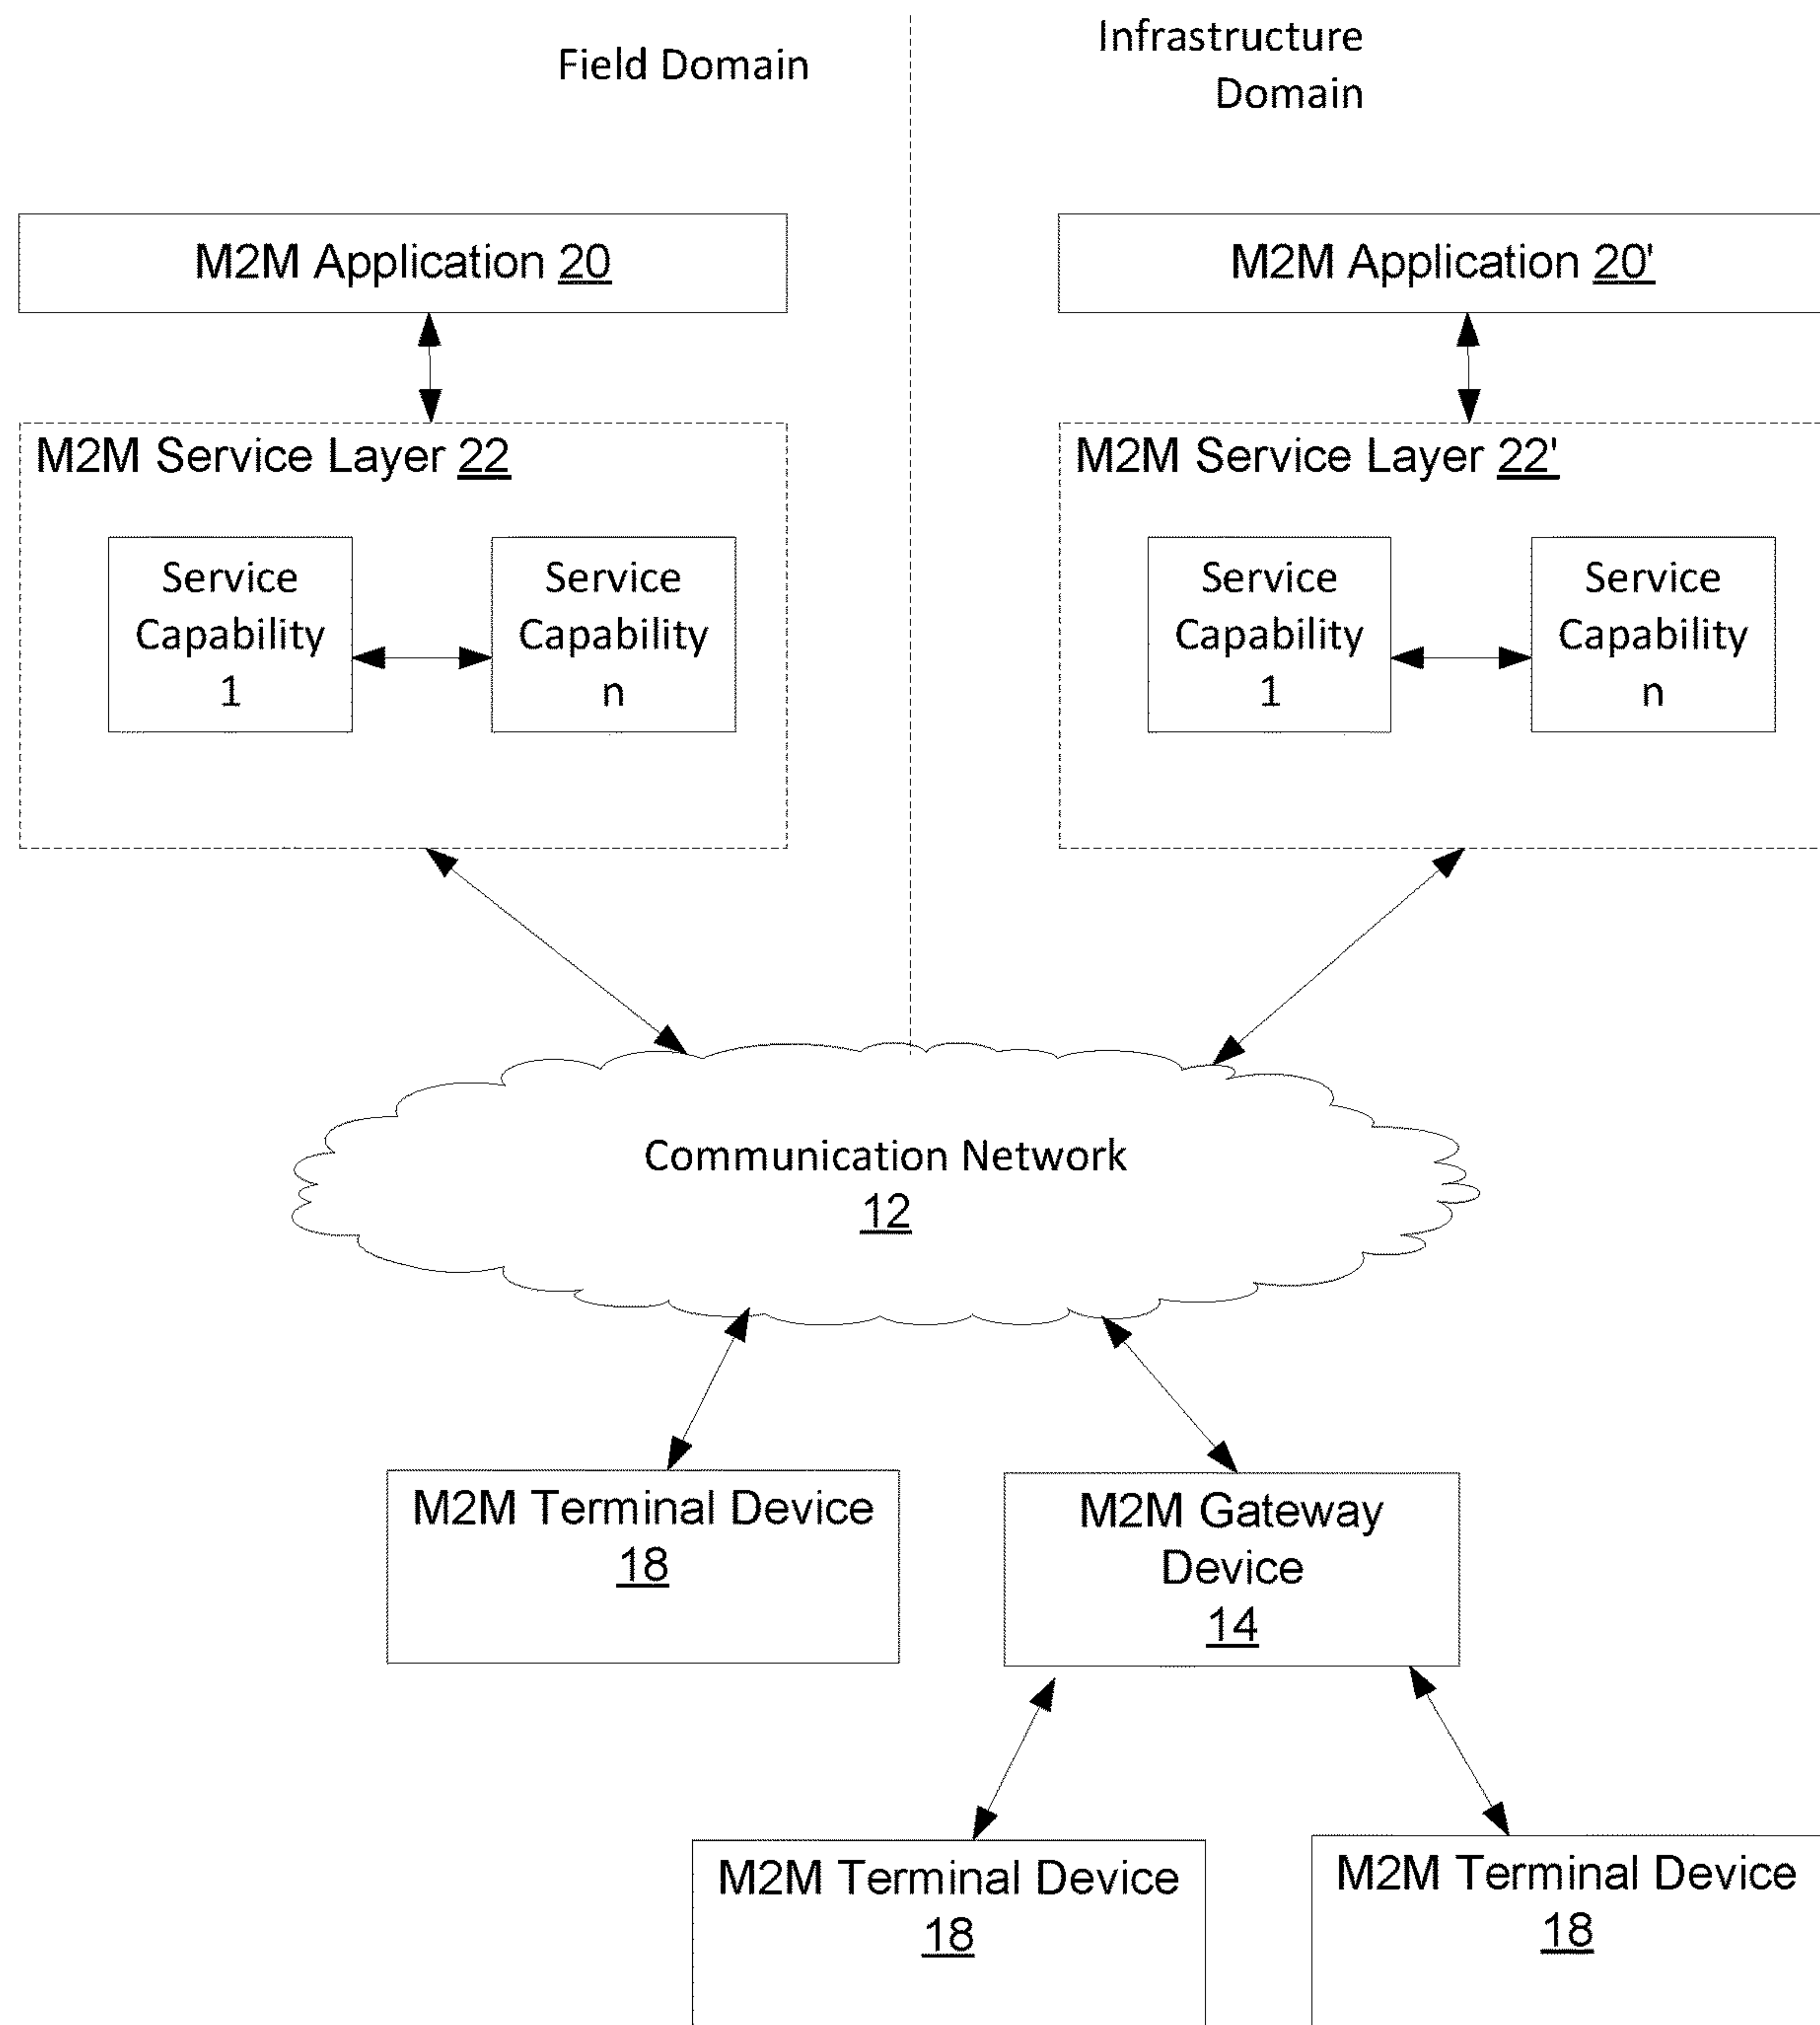 Field Domain
Infrastructure
Domain
M2M Application 20
M2M Application 20'
M2M Service Layer 22
M2M Service Layer 22'
Service
Capability
1
Service
Capability
n
Service
Capability
1
Service
Capability
n
Communication Network
12
M2M Terminal Device
18
M2M Gateway
Device
14
M2M Terminal Device
18
M2M Terminal Device
18